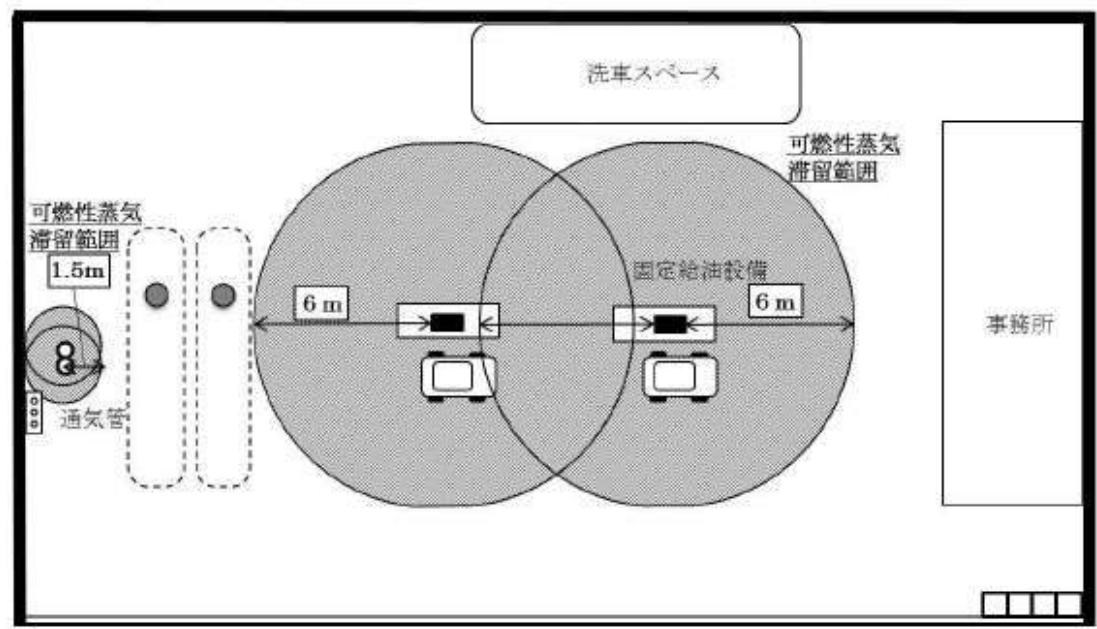 洗車スペース
可燃性蒸気
滞留範囲
可燃性蒸気
滞留範囲
1.5m
固定給油設備
6 m
6 m
事務所
通気管